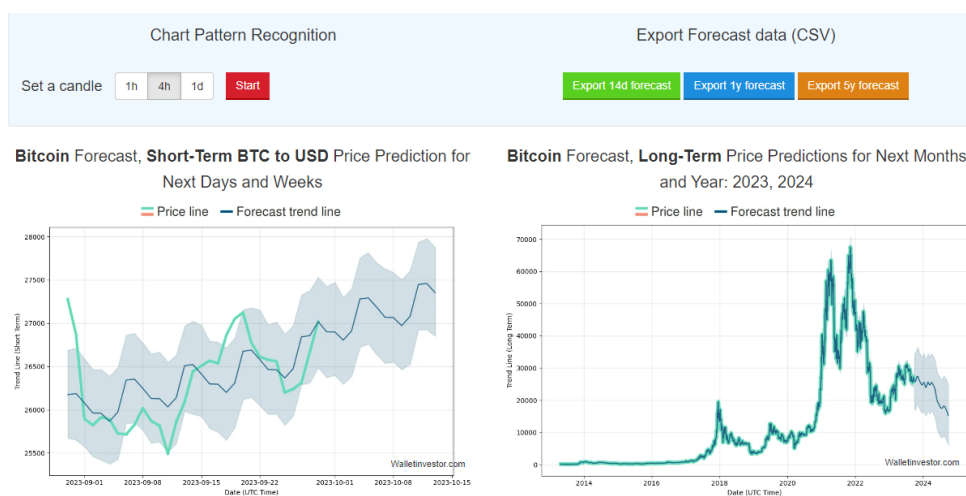 Chart Pattern Recognition
Export Forecast data (CSV)
Set a candle 1h 4h 1d Start
Export 14d forecast Export 1y forecast Export 5y forecast
Bitcoin Forecast, Short-Term BTC to USD Price Prediction for
Next Days and Weeks
Price line Forecast trend line
28000
27500
27000
26500
26000
25500
Trend Line (Short Term)
2023-09-01 2023-09-08 2023-09-15 2023-09-22 2023-10-01 2023-10-08 2023-10-15
Date (UTC Time)
Walletinvestor.com
Bitcoin Forecast, Long-Term Price Predictions for Next Months
and Year: 2023, 2024
Price line Forecast trend line
70000
60000
50000
40000
30000
20000
10000
0
Trend Line (Long Term)
2014 2016 2018 2020 2022 2024
Date (UTC Time)
Walletinvestor.com